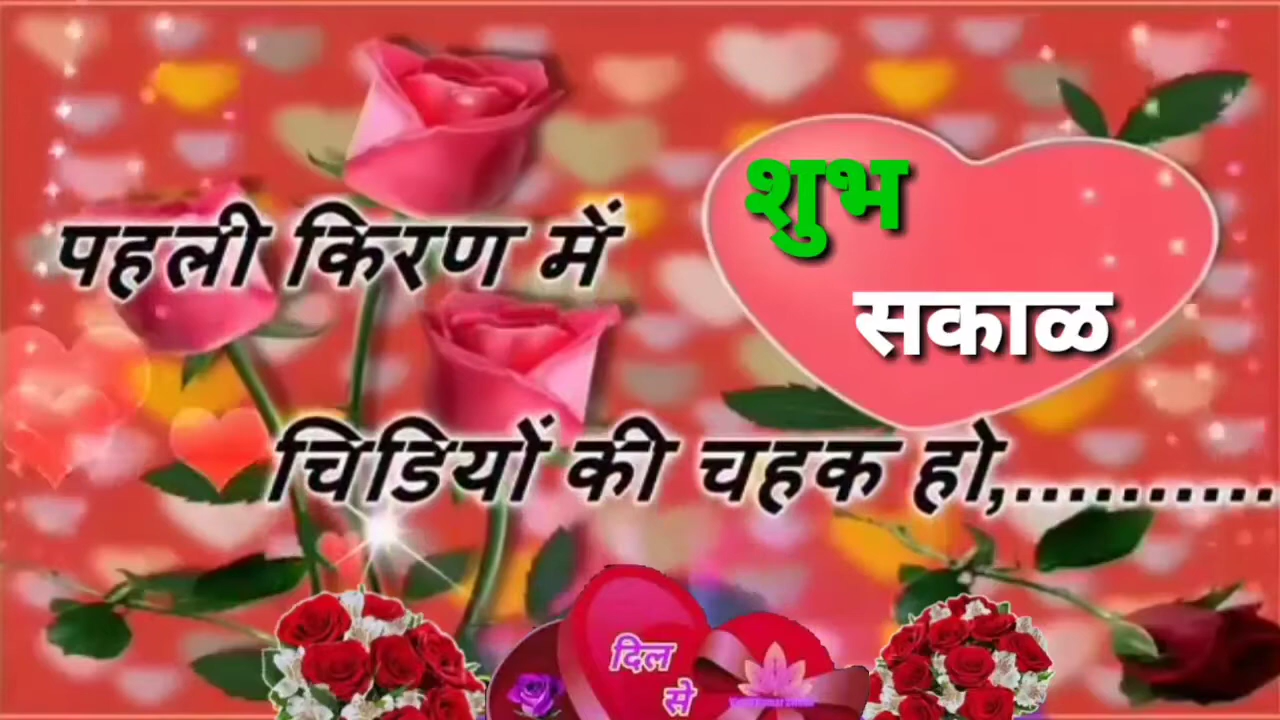 शुभ
सकाळ
पहली किरण में
चिडियों की चहक हो,..........
दिल
से